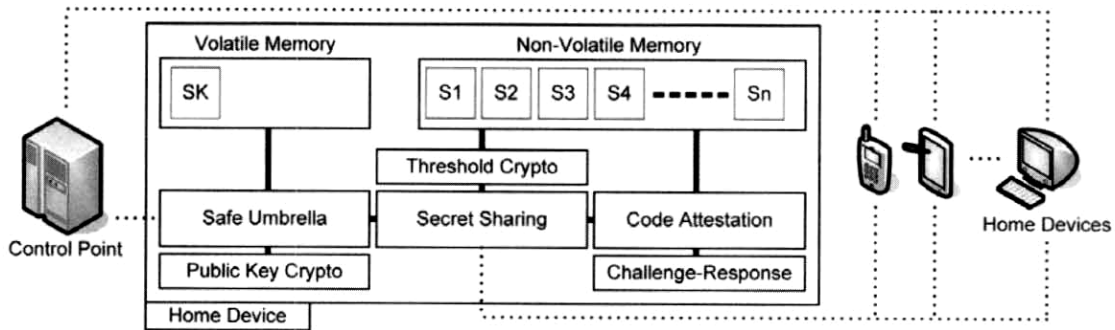 Volatile Memory
Non-Volatile Memory
SK
S1 S2 S3 S4 Sn
Threshold Crypto
Safe Umbrella
Secret Sharing
Code Attestation
Control Point
Home Devices
Public Key Crypto
Challenge-Response
Home Device